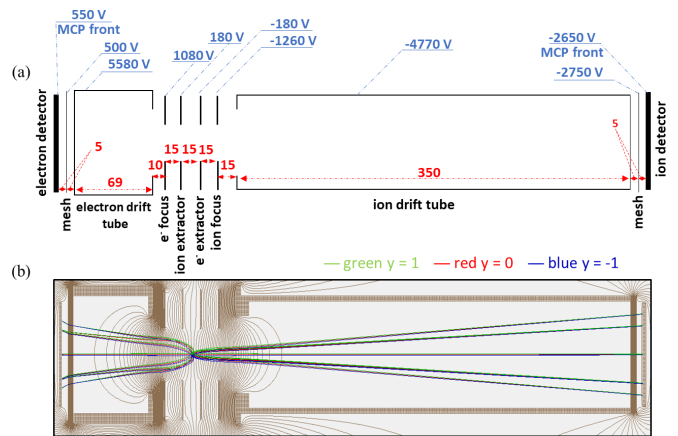 550 V
MCP front
500 V
5580 V
180 V
1080 V
-180 V
-1260 V
-4770 V
-2650 V
MCP front
-2750 V
(a)
electron detector
5
69
10
15
15
15
15
350
5
ion detector
mesh
electron drift
tube
e- focus
ion extractor
e- extractor
ion focus
ion drift tube
mesh
green y = 1
red y = 0
blue y = -1
(b)